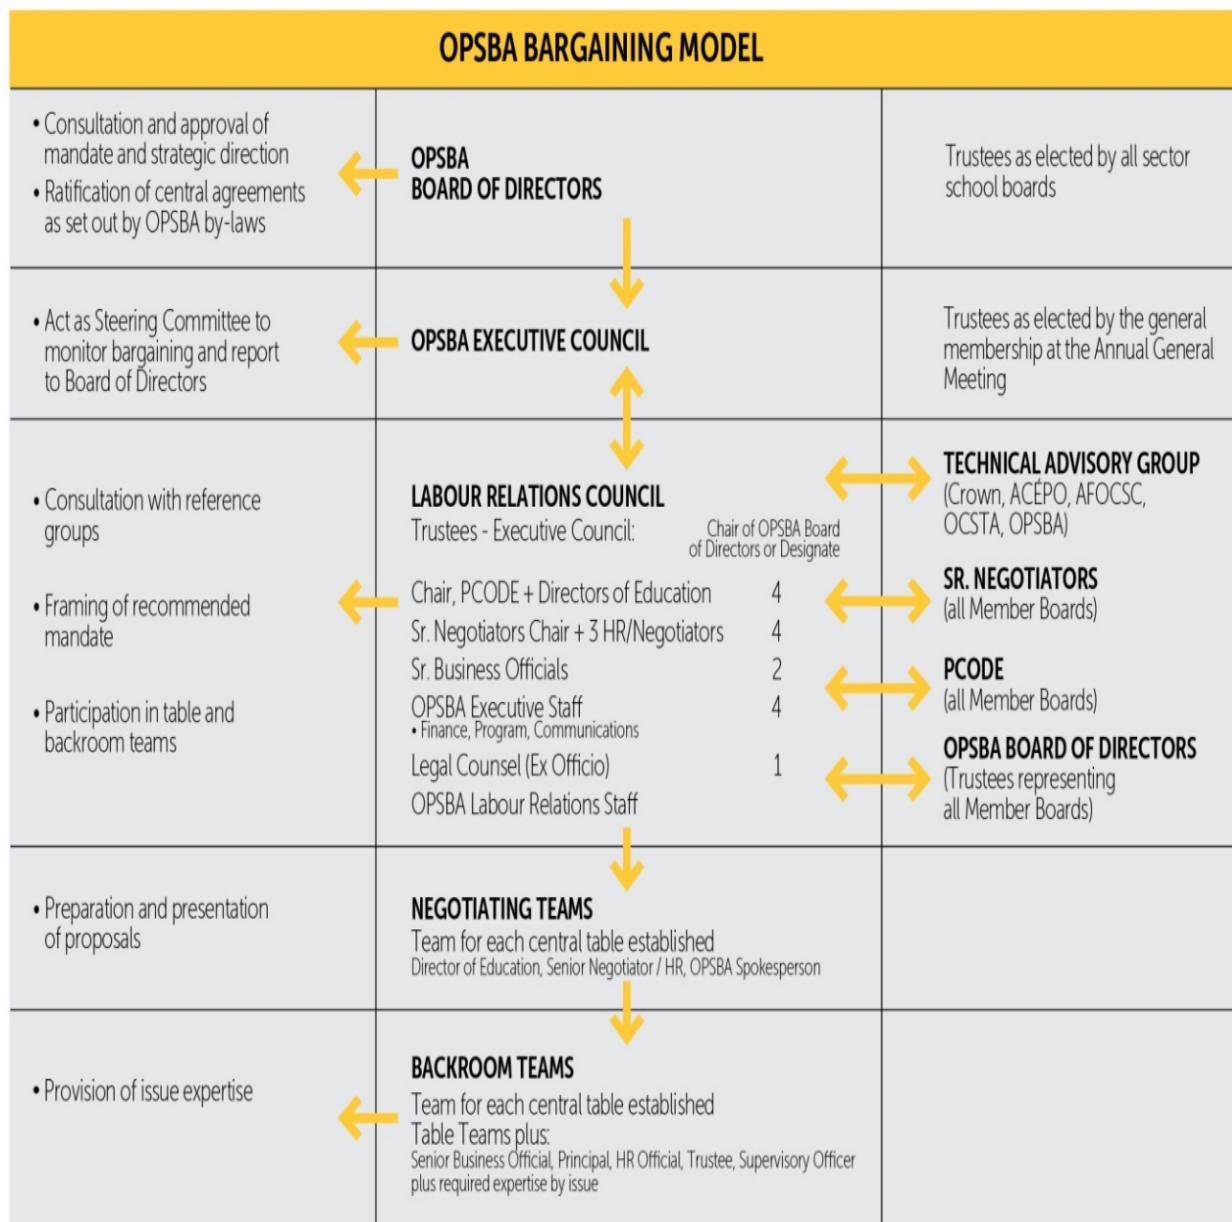 OPSBA BARGAINING MODEL
• Consultation and approval of
mandate and strategic direction
• Ratification of central agreements
as set out by OPSBA by-laws
OPSBA
BOARD OF DIRECTORS
Trustees as elected by all sector
school boards
• Act as Steering Committee to
monitor bargaining and report
to Board of Directors
OPSBA EXECUTIVE COUNCIL
Trustees as elected by the general
membership at the Annual General
Meeting
• Consultation with reference
groups
• Framing of recommended
mandate
• Participation in table and
backroom teams
LABOUR RELATIONS COUNCIL
Trustees - Executive Council: Chair of OPSBA Board
of Directors or Designate
Chair, PCODE + Directors of Education 4
Sr. Negotiators Chair + 3 HR/Negotiators 4
Sr. Business Officials 2
OPSBA Executive Staff 4
• Finance, Program, Communications
Legal Counsel (Ex Officio) 1
OPSBA Labour Relations Staff
TECHNICAL ADVISORY GROUP
(Crown, ACÉPO, AFOCSC,
OCSTA, OPSBA)
SR. NEGOTIATORS
(all Member Boards)
PCODE
(all Member Boards)
OPSBA BOARD OF DIRECTORS
(Trustees representing
all Member Boards)
• Preparation and presentation
of proposals
NEGOTIATING TEAMS
Team for each central table established
Director of Education, Senior Negotiator / HR, OPSBA Spokesperson
• Provision of issue expertise
BACKROOM TEAMS
Team for each central table established
Table Teams plus:
Senior Business Official, Principal, HR Official, Trustee, Supervisory Officer
plus required expertise by issue